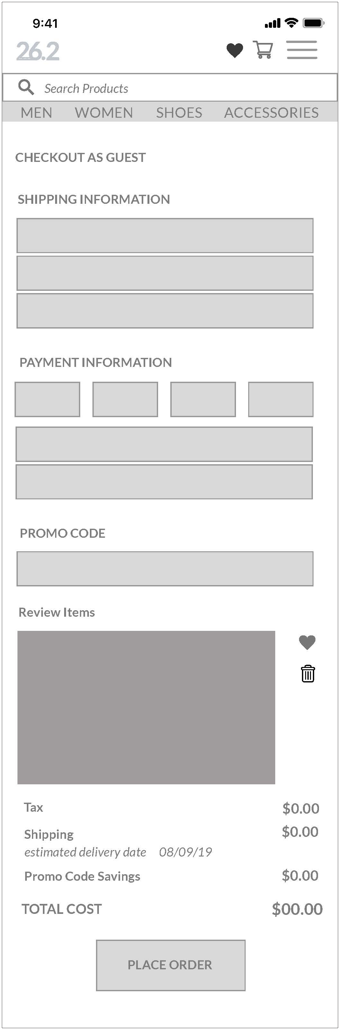 9:41
26.2
Search Products
MEN WOMEN SHOES ACCESSORIES
CHECKOUT AS GUEST
SHIPPING INFORMATION
PAYMENT INFORMATION
PROMO CODE
Review Items
Tax $0.00
Shipping $0.00
estimated delivery date 08/09/19
Promo Code Savings $0.00
TOTAL COST $00.00
PLACE ORDER